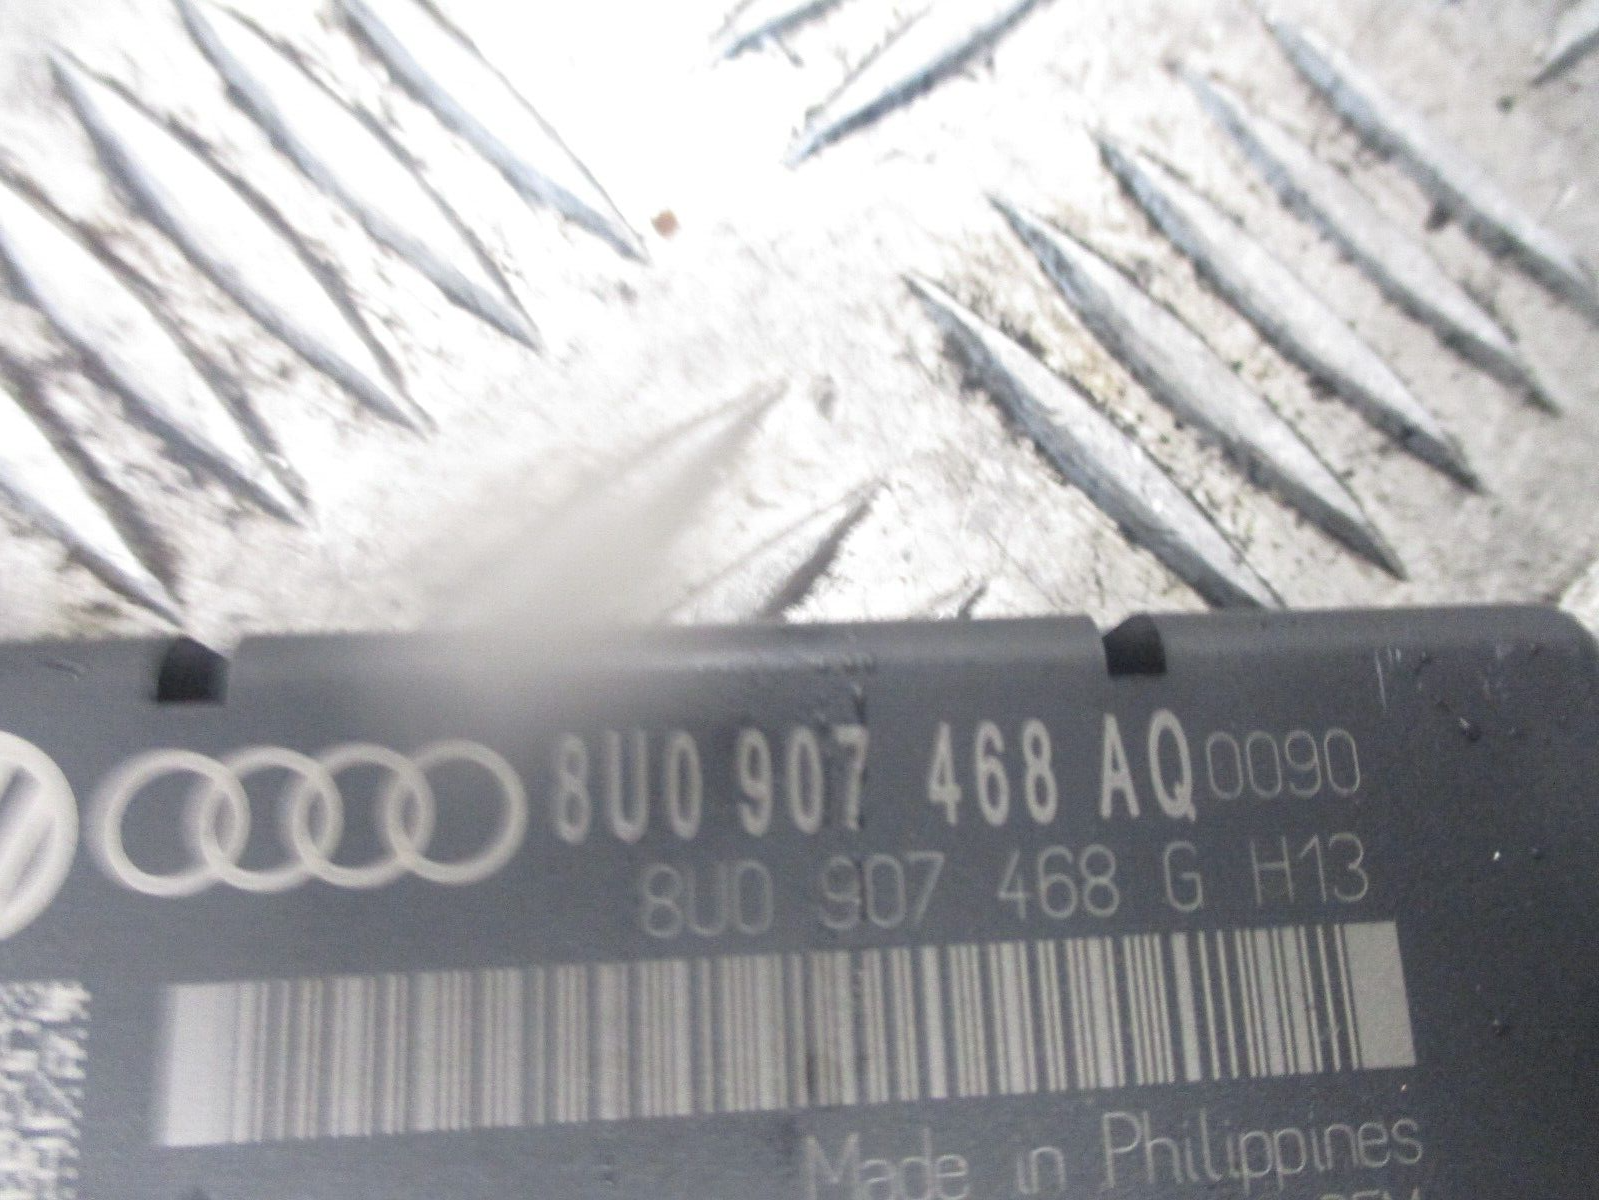 8U0 907 468 AQ 0090
8U0 907 468 G H13
Made in Philippines